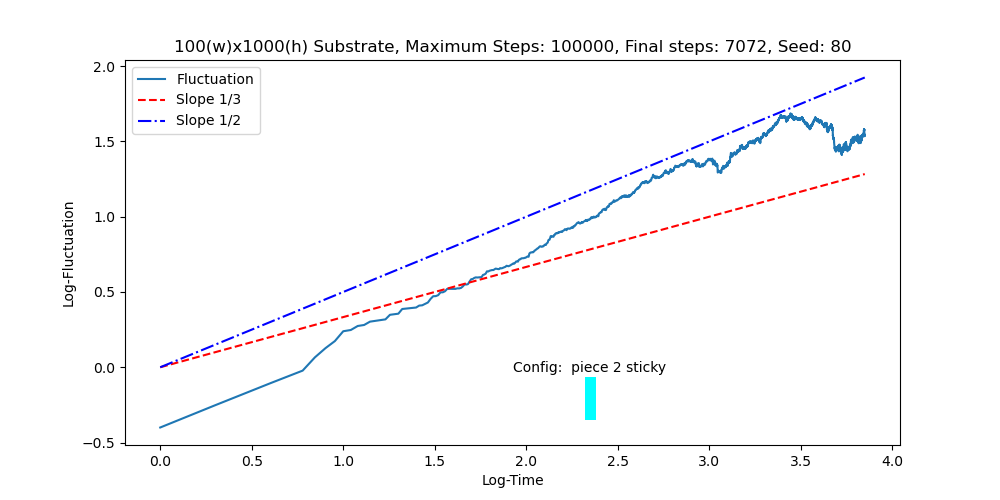 100(w)x1000(h) Substrate, Maximum Steps: 100000, Final steps: 7072, Seed: 80
2.0
1.5
1.0
0.5
0.0
−0.5
Log-Fluctuation
Fluctuation
Slope 1/3
Slope 1/2
Config:  piece 2 sticky
0.0 0.5 1.0 1.5 2.0 2.5 3.0 3.5 4.0
Log-Time